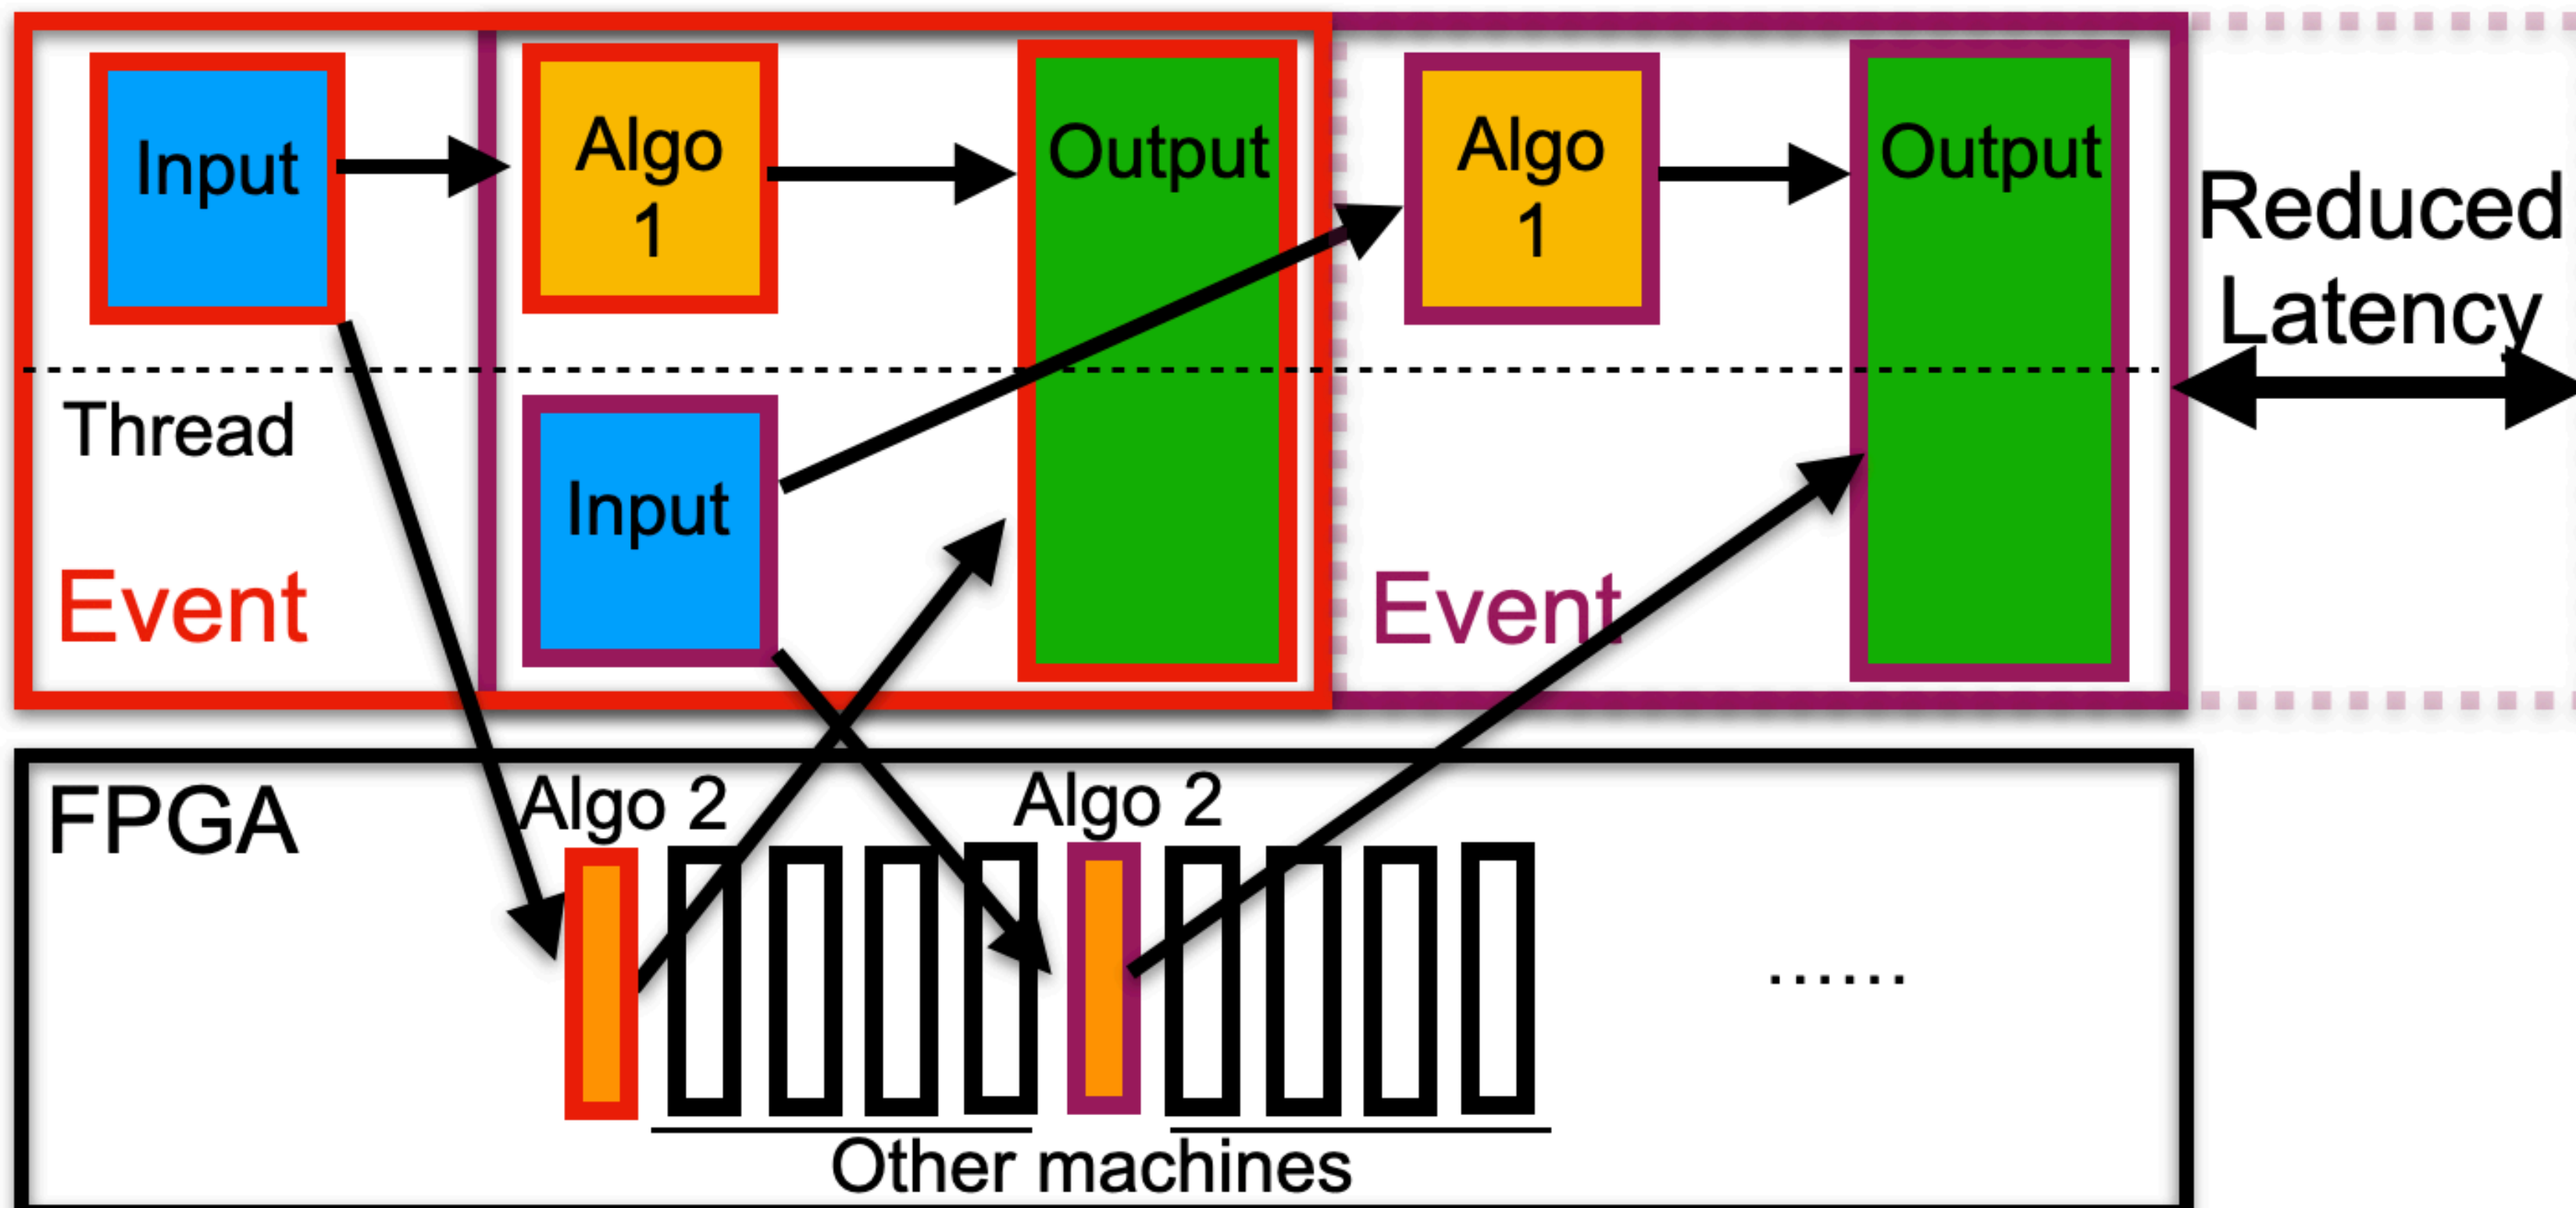 Input
Algo
1
Output
Algo
1
Output
Reduced
Latency
Thread
Input
Event
Event
FPGA
Algo 2
Algo 2
......
Other machines